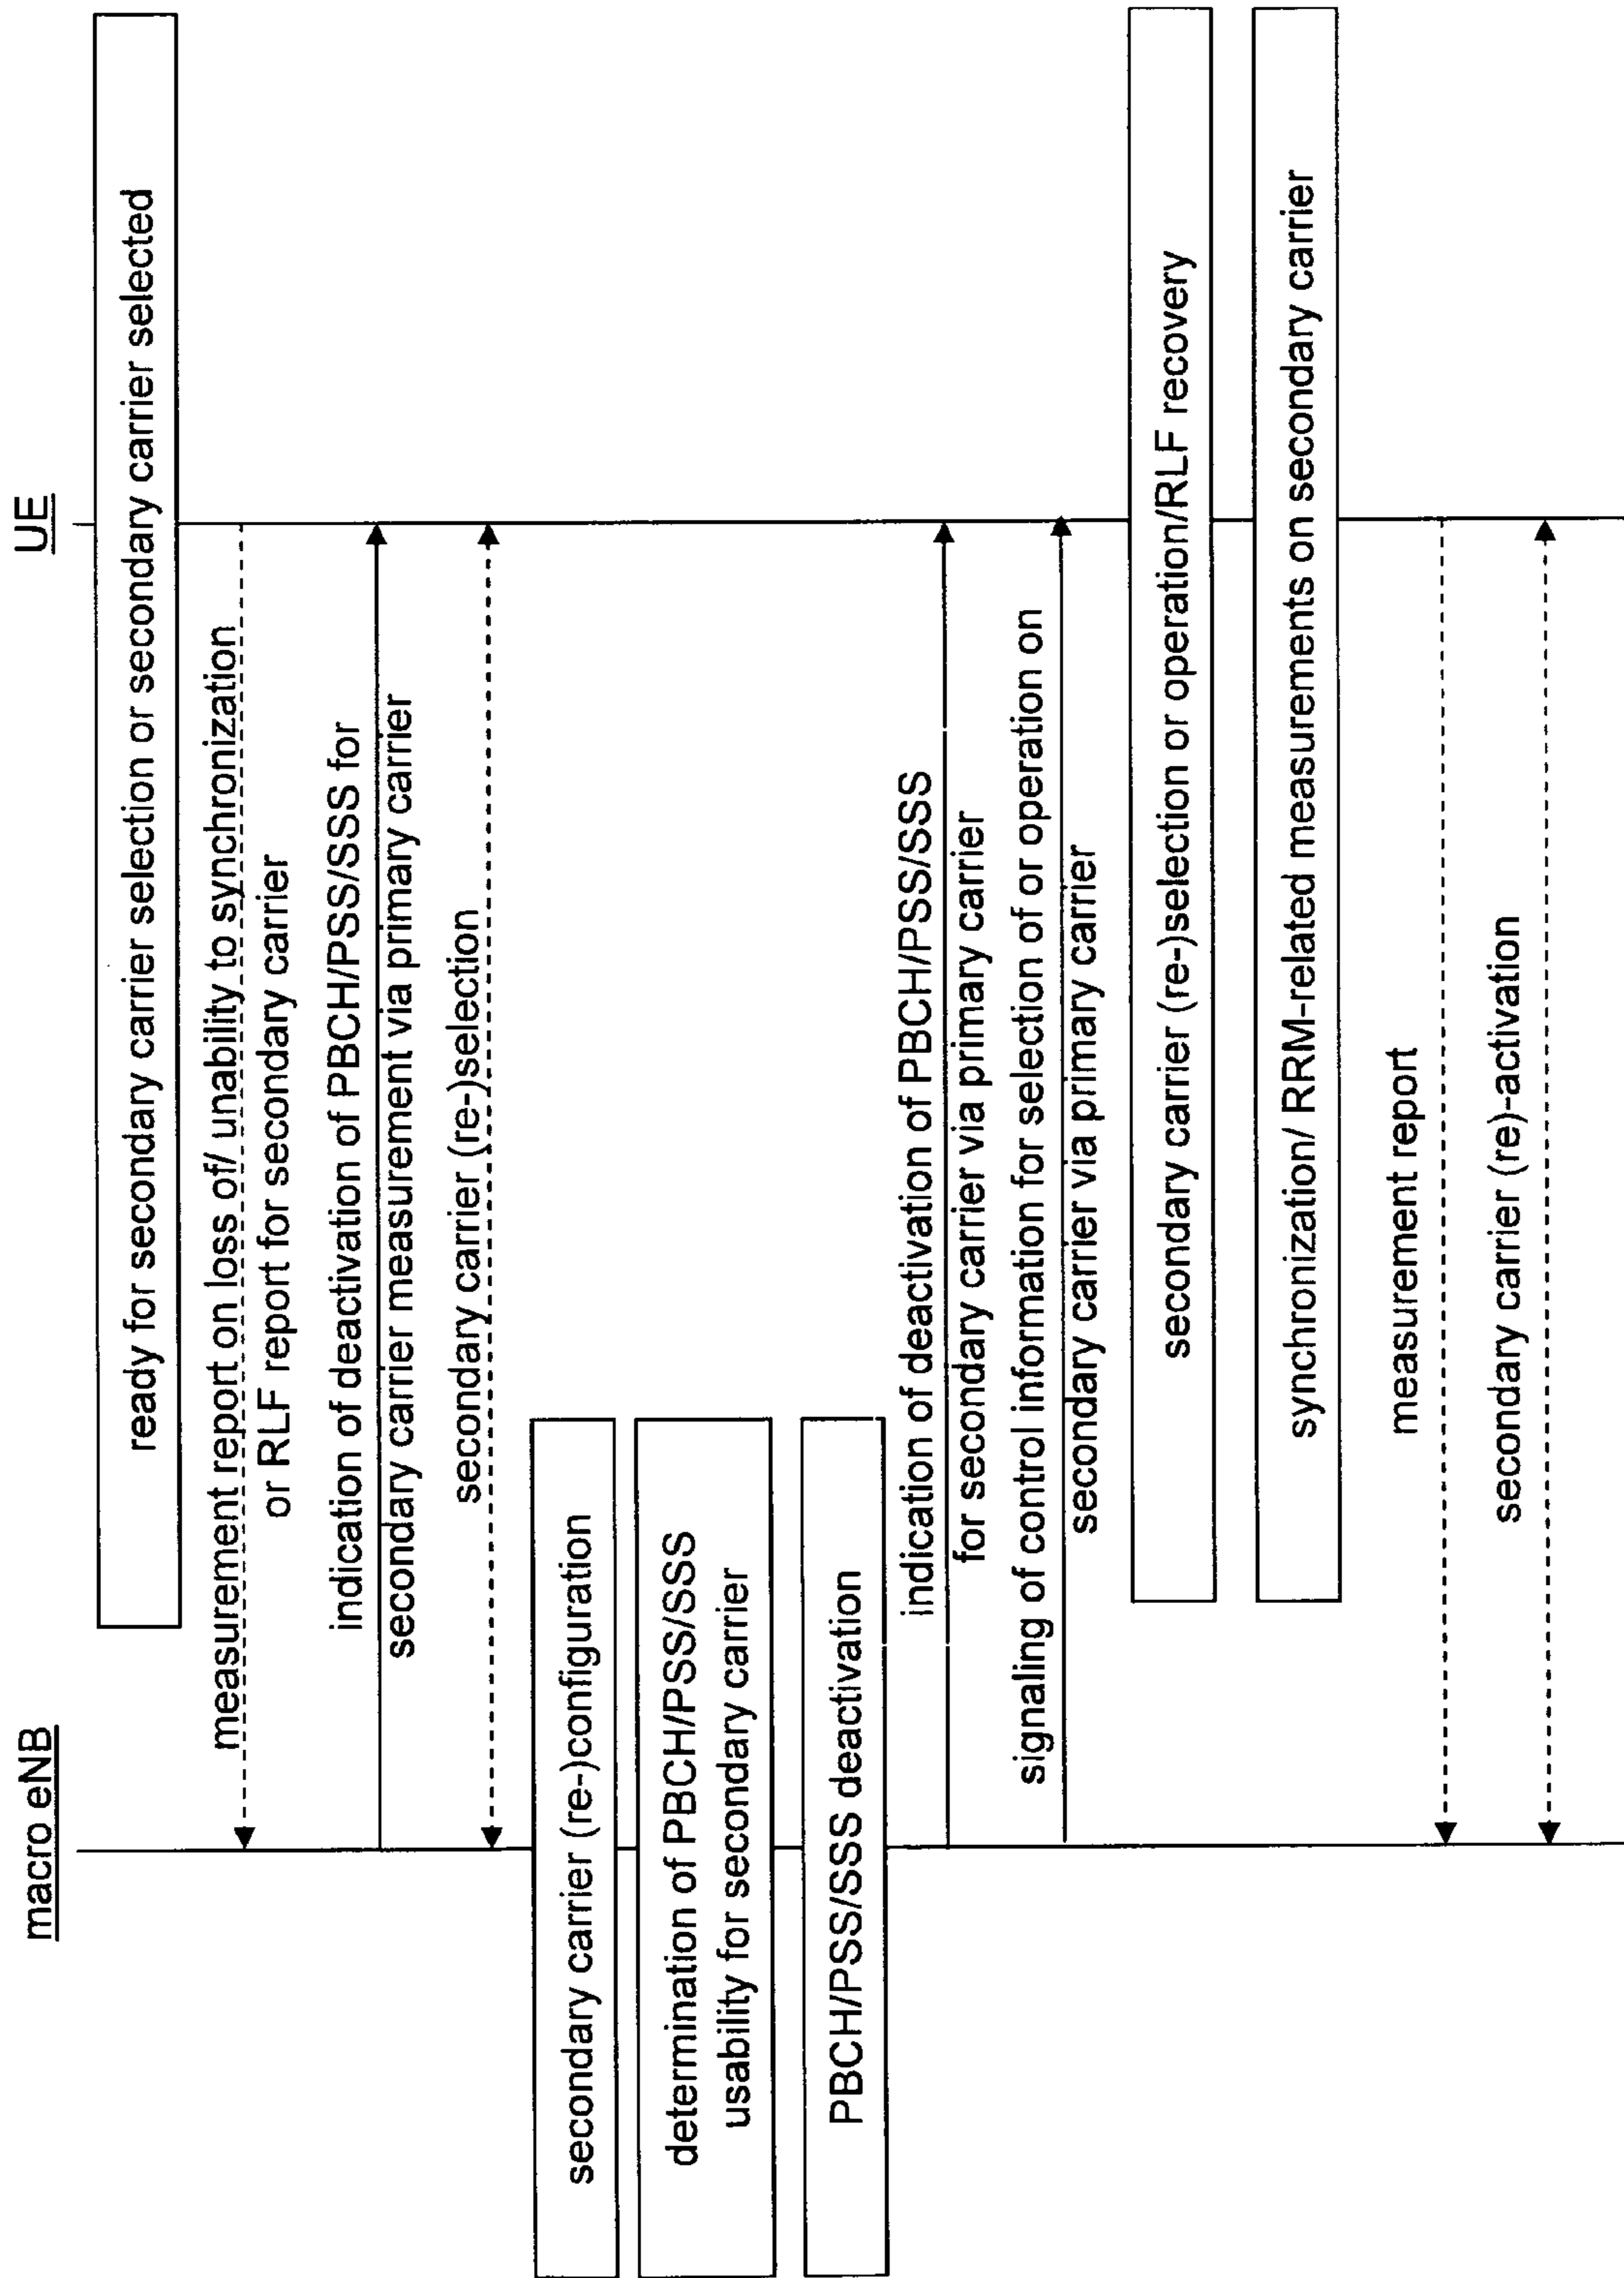 macro eNB
UE
ready for secondary carrier selection or secondary carrier selected
measurement report on loss of/ unability to synchronization
or RLF report for secondary carrier
indication of deactivation of PBCH/PSS/SSS for
secondary carrier measurement via primary carrier
secondary carrier (re-)selection
secondary carrier (re-)configuration
determination of PBCH/PSS/SSS
usability for secondary carrier
PBCH/PSS/SSS deactivation
indication of deactivation of PBCH/PSS/SSS
for secondary carrier via primary carrier
signaling of control information for selection of or operation on
secondary carrier via primary carrier
secondary carrier (re-)selection or operation/RLF recovery
synchronization/ RRM-related measurements on secondary carrier
measurement report
secondary carrier (re)-activation